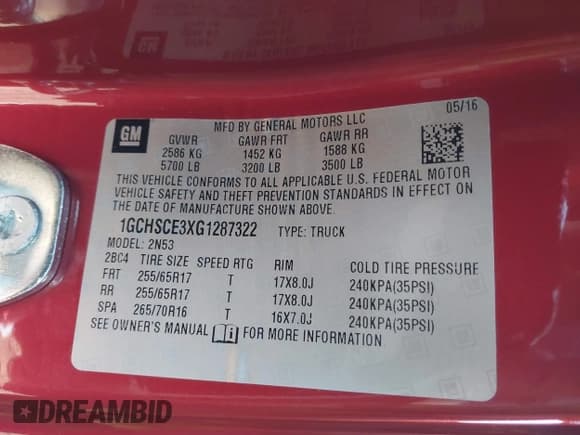 05/16
GM
MFD BY GENERAL MOTORS LLC
GVWR GAWR FRT GAWR RR
2586 KG 1452 KG 1588 KG
5700 LB 3200 LB 3500 LB
THIS VEHICLE CONFORMS TO ALL APPLICABLE U.S. FEDERAL MOTOR
VEHICLE SAFETY AND THEFT PREVENTION STANDARDS IN EFFECT ON
THE DATE OF MANUFACTURE SHOWN ABOVE.
1GCHSCE3XG1287322 TYPE: TRUCK
MODEL: 2N53
2BC4 TIRE SIZE SPEED RTG RIM COLD TIRE PRESSURE
FRT 255/65R17 T 17X8.0J 240KPA(35PSI)
RR 255/65R17 T 17X8.0J 240KPA(35PSI)
SPA 265/70R16 T 16X7.0J 240KPA(35PSI)
SEE OWNER'S MANUAL FOR MORE INFORMATION
DREAMBID